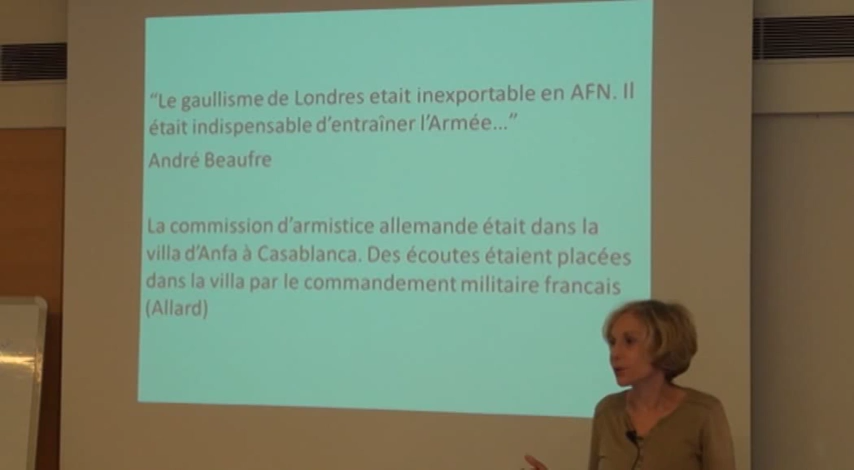 “Le gaullisme de Londres etait inexportable en AFN. Il
était indispensable d’entraîner l’Armée...”
André Beaufre
La commission d’armistice allemande était dans la
villa d’Anfa à Casablanca. Des écoutes étaient placées
dans la villa par le commandement militaire francais
(Allard)